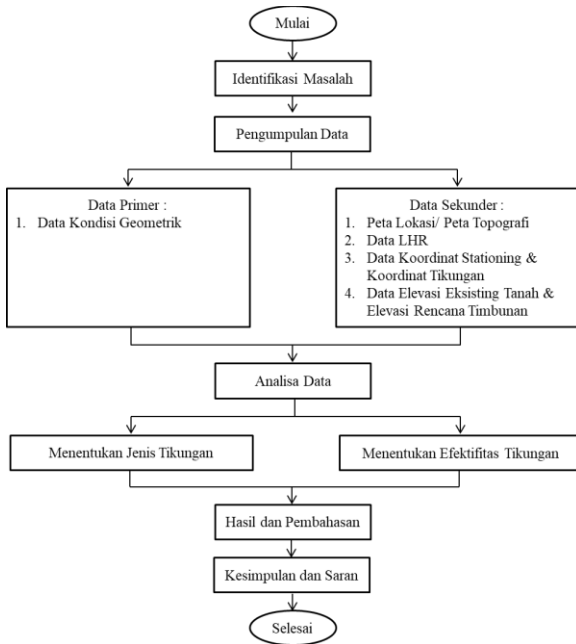 Mulai
Identifikasi Masalah
Pengumpulan Data
Data Primer :
1. Data Kondisi Geometrik
Data Sekunder :
1. Peta Lokasi/ Peta Topografi
2. Data LHR
3. Data Koordinat Stationing &
Koordinat Tikungan
4. Data Elevasi Eksisting Tanah &
Elevasi Rencana Timbunan
Analisa Data
Menentukan Jenis Tikungan
Menentukan Efektifitas Tikungan
Hasil dan Pembahasan
Kesimpulan dan Saran
Selesai